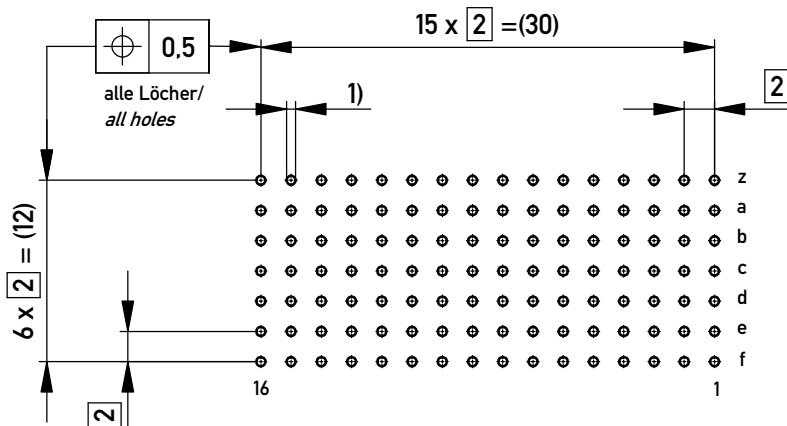 15 x 2 =(30)
⌖ 0,5
alle Löcher/
all holes
1)
2
z
a
b
c
d
e
f
6 x 2 = (12)
2
16
1